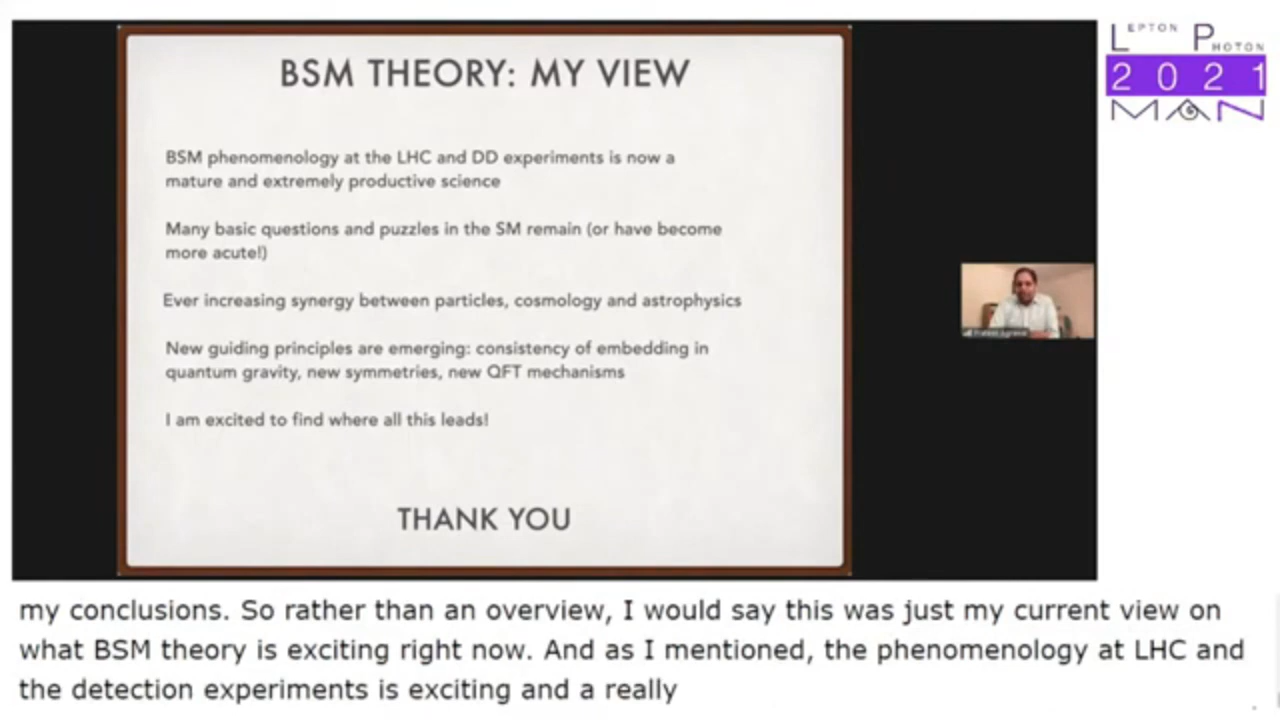 BSM THEORY: MY VIEW
BSM phenomenology at the LHC and DD experiments is now a
mature and extremely productive science
Many basic questions and puzzles in the SM remain (or have become
more acute!)
Ever increasing synergy between particles, cosmology and astrophysics
New guiding principles are emerging: consistency of embedding in
quantum gravity, new symmetries, new QFT mechanisms
I am excited to find where all this leads!
THANK YOU
LEPTON PHOTON
2021
MAN
my conclusions. So rather than an overview, I would say this was just my current view on
what BSM theory is exciting right now. And as I mentioned, the phenomenology at LHC and
the detection experiments is exciting and a really